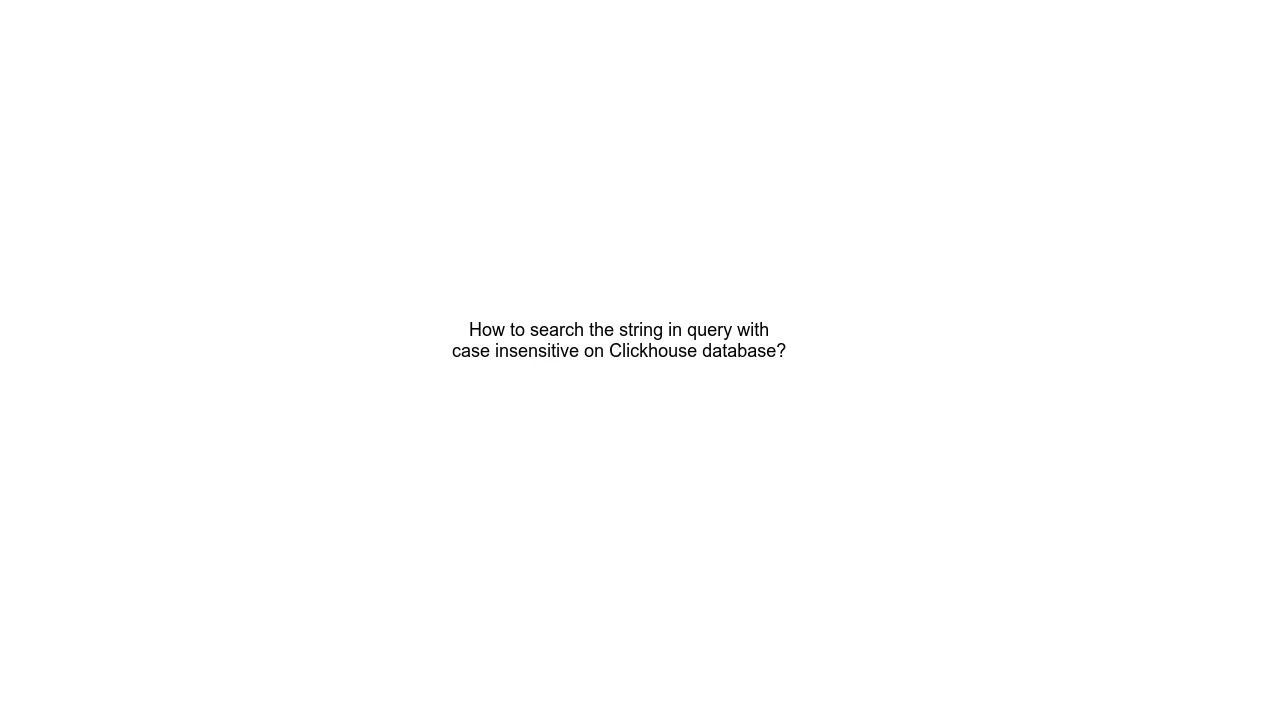 How to search the string in query with
case insensitive on Clickhouse database?